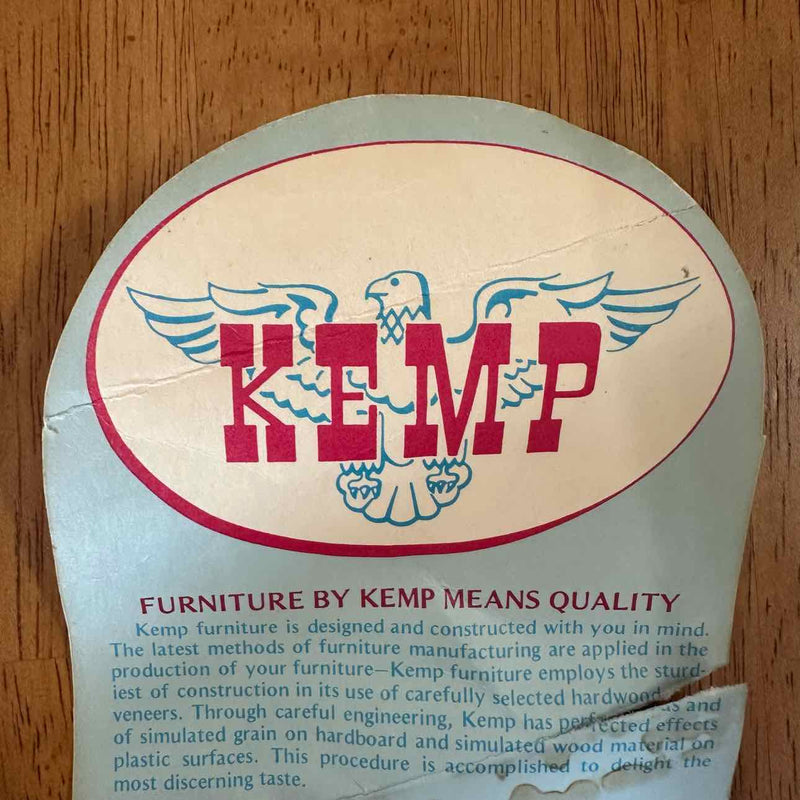 KEMP
FURNITURE BY KEMP MEANS QUALITY
Kemp furniture is designed and constructed with you in mind.
The latest methods of furniture manufacturing are applied in the
production of your furniture—Kemp furniture employs the sturd-
iest of construction in its use of carefully selected hardwood and
veneers. Through careful engineering, Kemp has perfected effects
of simulated grain on hardboard and simulated wood material on
plastic surfaces. This procedure is accomplished to delight the
most discerning taste.